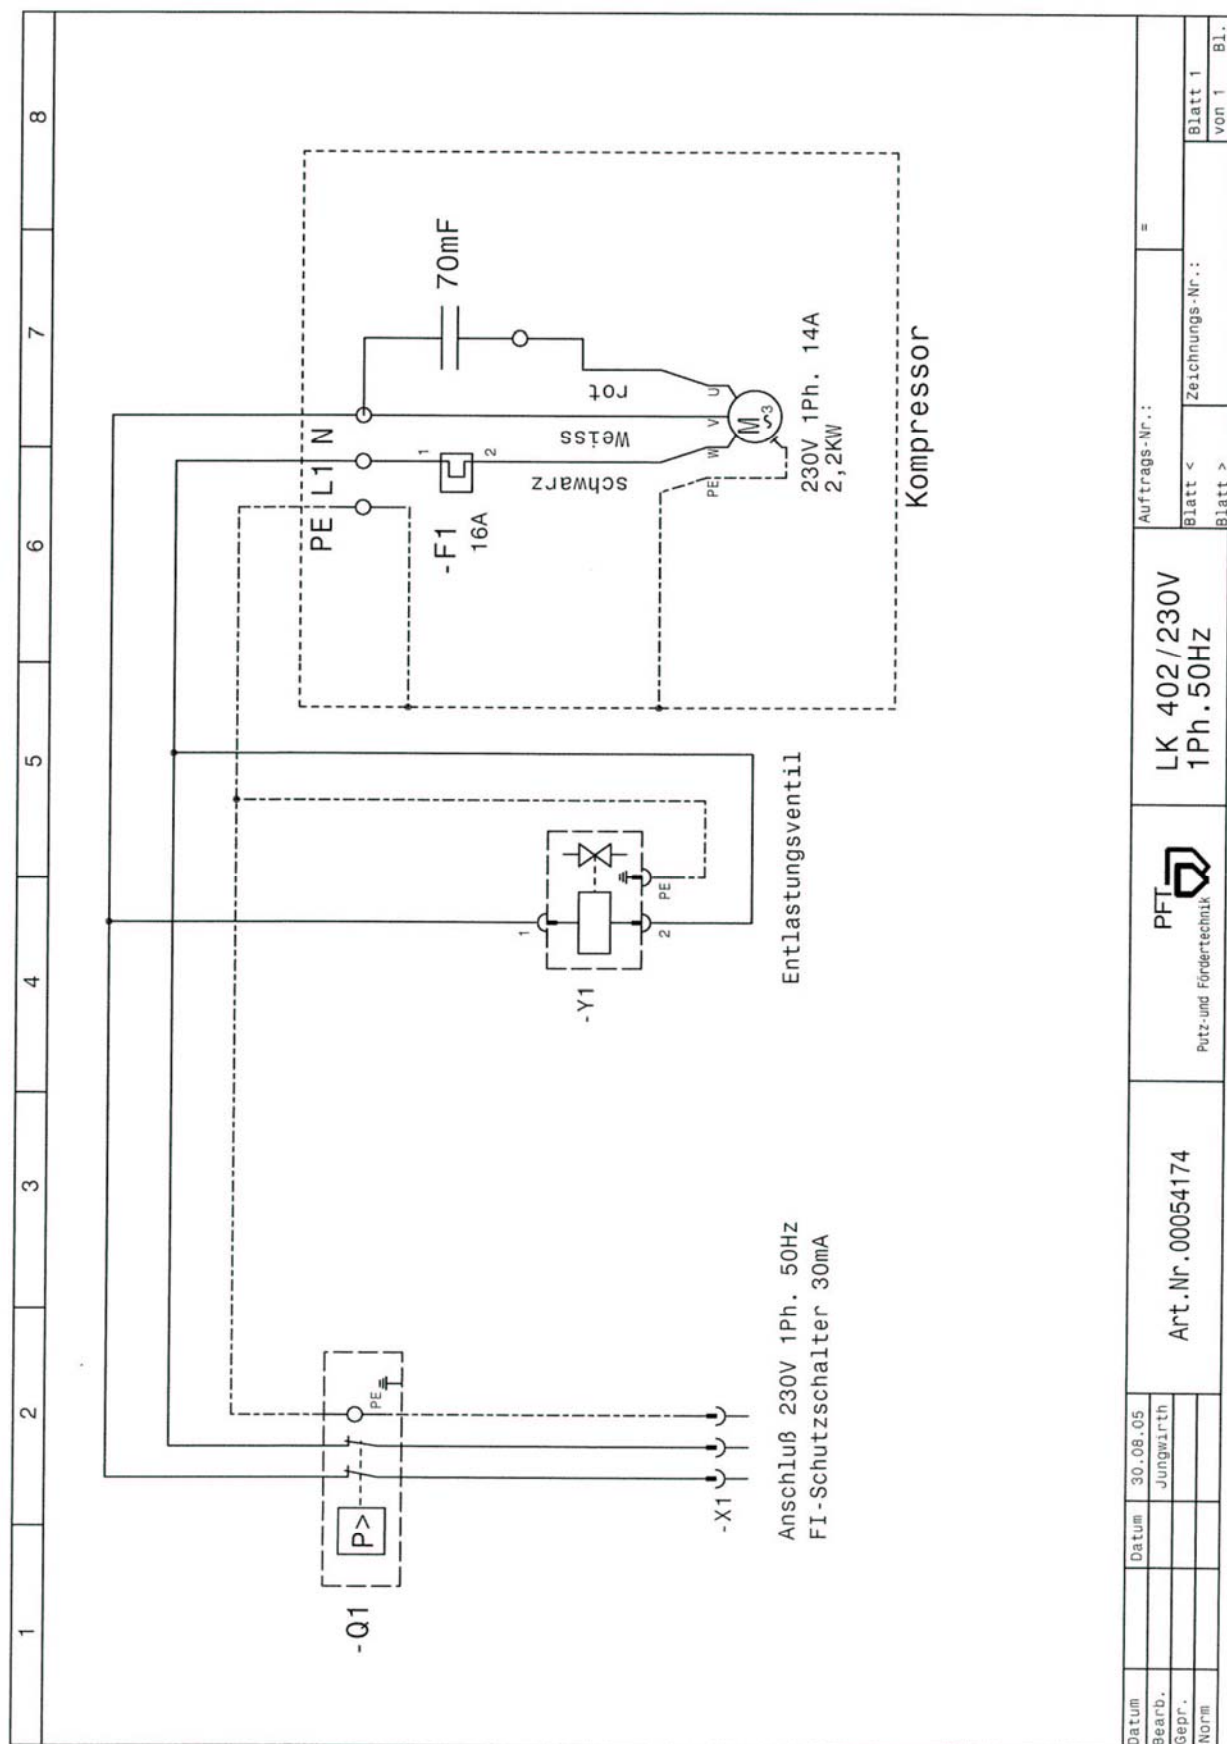 1 2 3 4 5 6 7 8
-Q1
P>
PE
-X1
Anschluß 230V 1Ph. 50Hz
FI-Schutzschalter 30mA
-Y1
1
2
PE
Entlastungsventil
PE L1 N
-F1
16A
1
2
70mF
schwarz
Weiss
rot
PE
W
V
U
M
3
230V 1Ph. 14A
2,2KW
Kompressor
Datum
Bearb.
Gepr.
Norm
Datum 30.08.05
Jungwirth
Art.Nr.00054174
PFT
Putz-und Fördertechnik
LK 402/230V
1Ph.50Hz
Auftrags-Nr.:
=
Blatt <
Blatt >
Zeichnungs-Nr.:
Blatt 1
von 1 Bl.